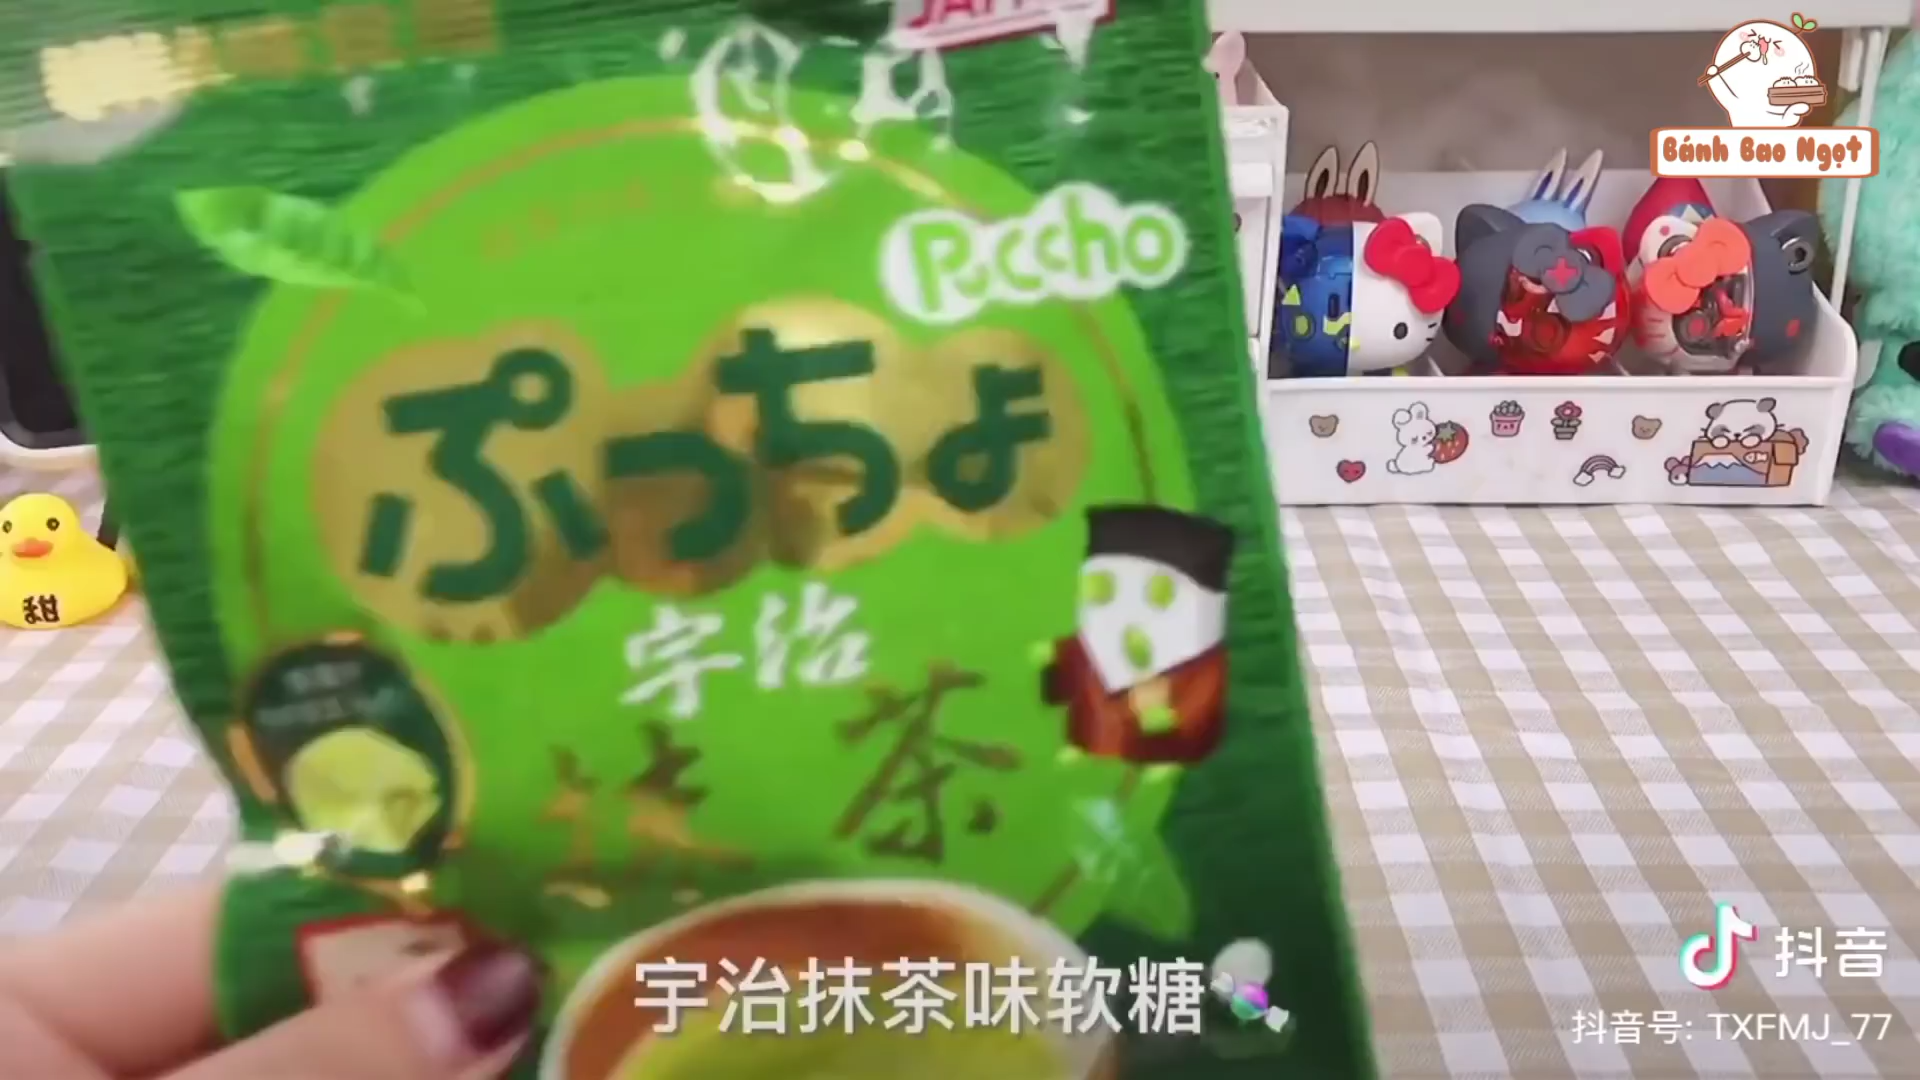 Bánh Bao Ngọt
Puccho
ぷっちょ
宇治
抹茶
甜
宇治抹茶味软糖
抖音
抖音号: TXFMJ_77